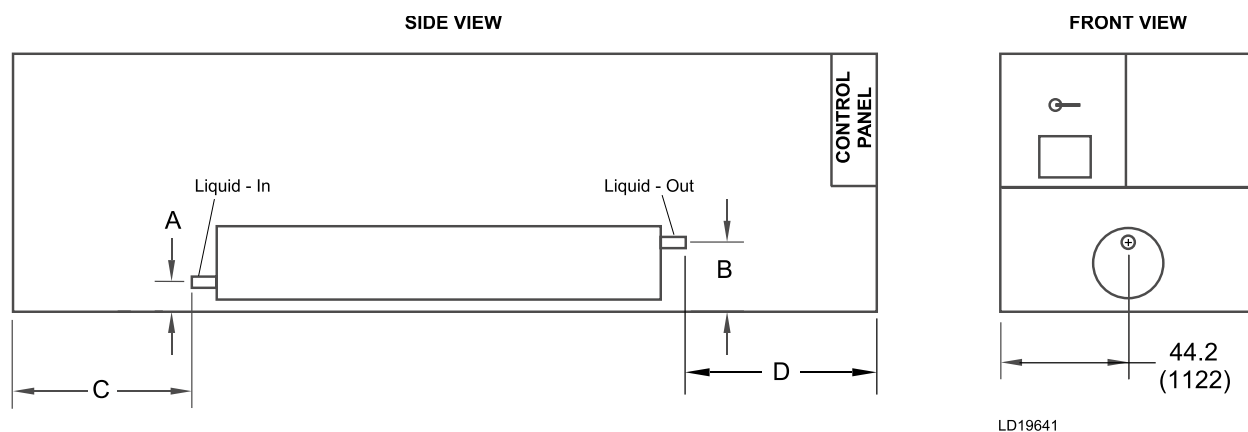 SIDE VIEW
FRONT VIEW
CONTROL
PANEL
Liquid - In
Liquid - Out
A
B
C
D
44.2
(1122)
LD19641